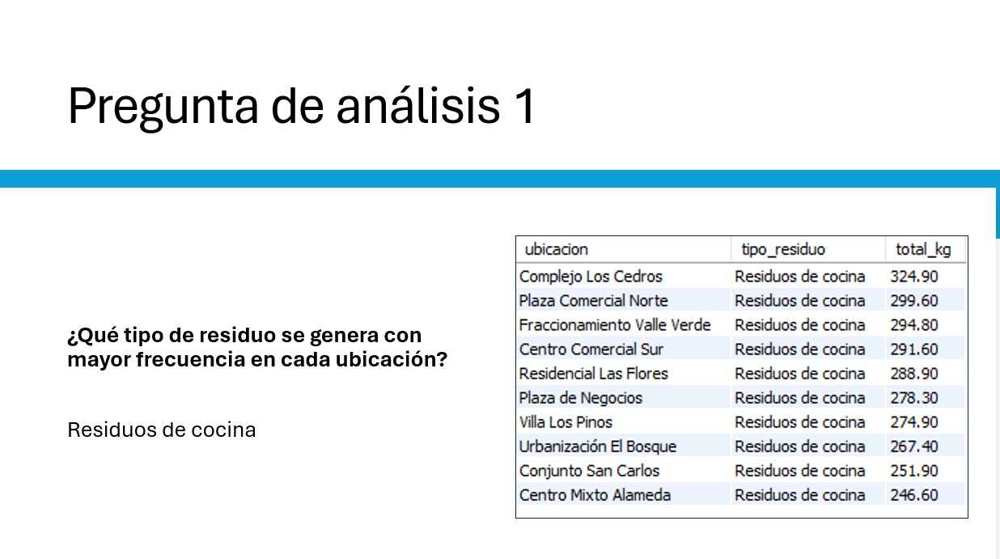 Pregunta de análisis 1
¿Qué tipo de residuo se genera con
mayor frecuencia en cada ubicación?
Residuos de cocina
ubicacion tipo_residuo total_kg
Complejo Los Cedros Residuos de cocina 324.90
Plaza Comercial Norte Residuos de cocina 299.60
Fraccionamiento Valle Verde Residuos de cocina 294.80
Centro Comercial Sur Residuos de cocina 291.60
Residencial Las Flores Residuos de cocina 288.90
Plaza de Negocios Residuos de cocina 278.30
Villa Los Pinos Residuos de cocina 274.90
Urbanización El Bosque Residuos de cocina 267.40
Conjunto San Carlos Residuos de cocina 251.90
Centro Mixto Alameda Residuos de cocina 246.60